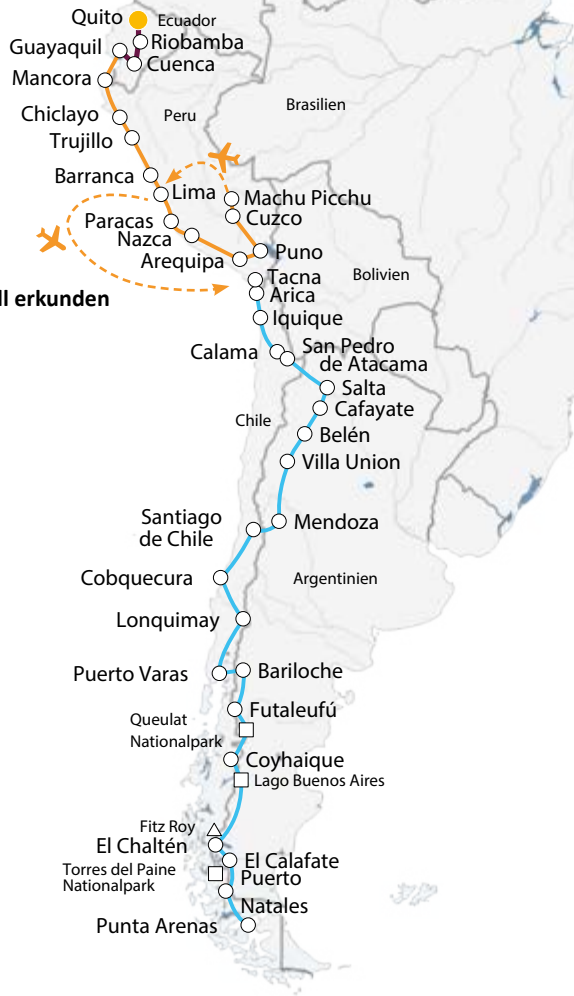 Quito
Ecuador
Riobamba
Guayaquil
Cuenca
Mancora
Chiclayo
Peru
Brasilien
Trujillo
Barranca
Lima
Machu Picchu
Cuzco
Paracas
Nazca
Arequipa
Puno
Tacna
Bolivien
ll erkunden
Arica
Iquique
Calama
San Pedro
de Atacama
Salta
Cafayate
Chile
Belén
Villa Union
Santiago
de Chile
Mendoza
Cobquecura
Argentinien
Lonquimay
Puerto Varas
Bariloche
Futaleufú
Queulat
Nationalpark
Coyhaique
Lago Buenos Aires
Fitz Roy
El Chaltén
El Calafate
Torres del Paine
Nationalpark
Puerto
Natales
Punta Arenas